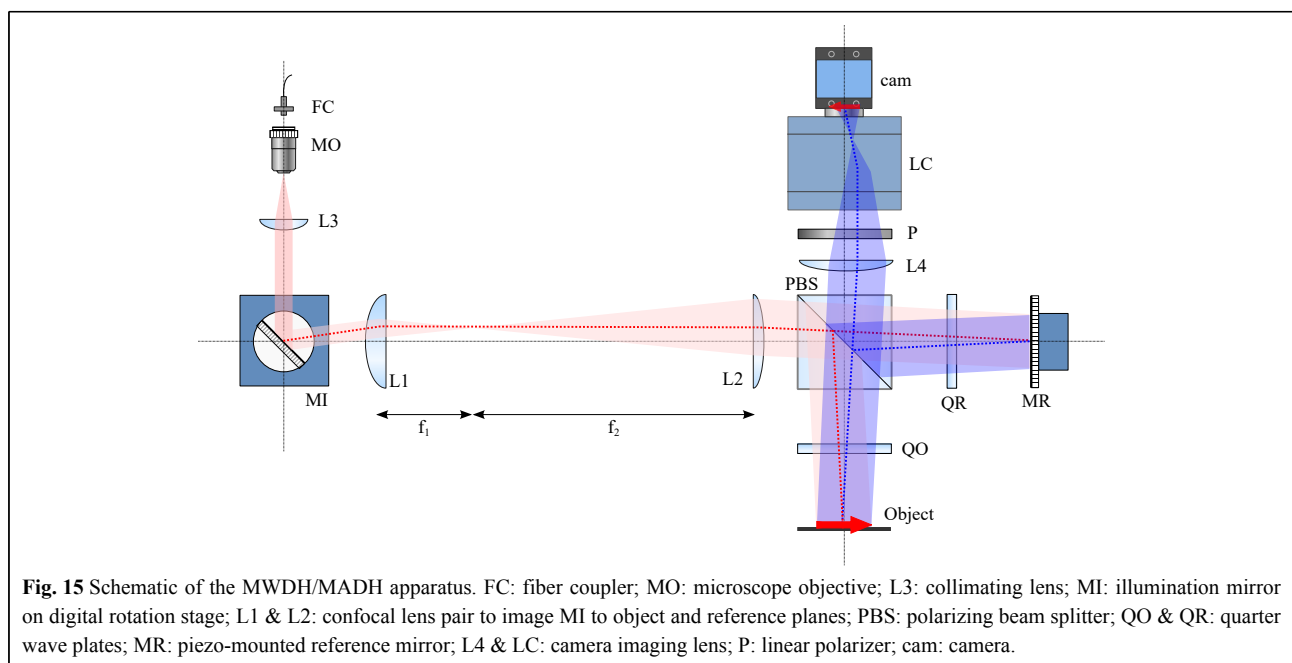 cam
FC
MO
LC
L3
P
L4
PBS
MI
L1
L2
QR
MR
f₁
f₂
QO
Object
Fig. 15 Schematic of the MWDH/MADH apparatus. FC: fiber coupler; MO: microscope objective; L3: collimating lens; MI: illumination mirror
on digital rotation stage; L1 & L2: confocal lens pair to image MI to object and reference planes; PBS: polarizing beam splitter; QO & QR: quarter
wave plates; MR: piezo-mounted reference mirror; L4 & LC: camera imaging lens; P: linear polarizer; cam: camera.